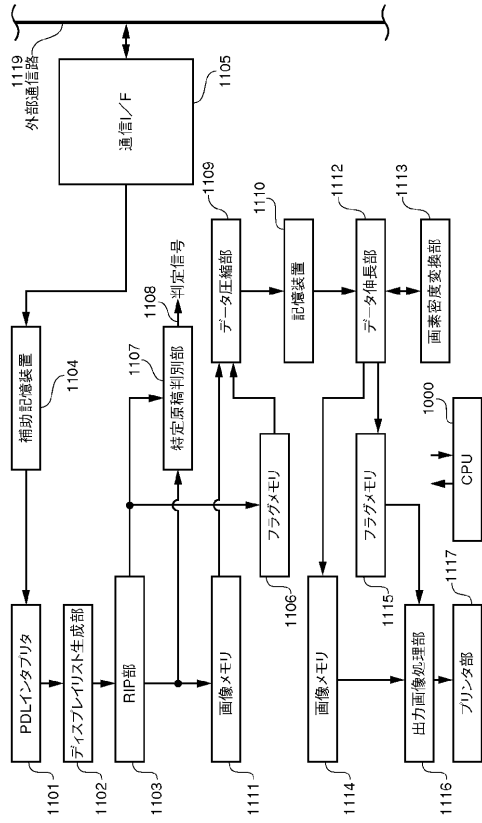 1119
外部通信路
通信I／F
1105
補助記憶装置
1104
PDLインタプリタ
1101
ディスプレイリスト生成部
1102
RIP部
1103
特定原稿判別部
1107
1108
判定信号
データ圧縮部
1109
記憶装置
1110
フラグメモリ
1106
画像メモリ
1111
データ伸長部
1112
画素密度変換部
1113
画像メモリ
1114
フラグメモリ
1115
出力画像処理部
1116
プリンタ部
1117
CPU
1000